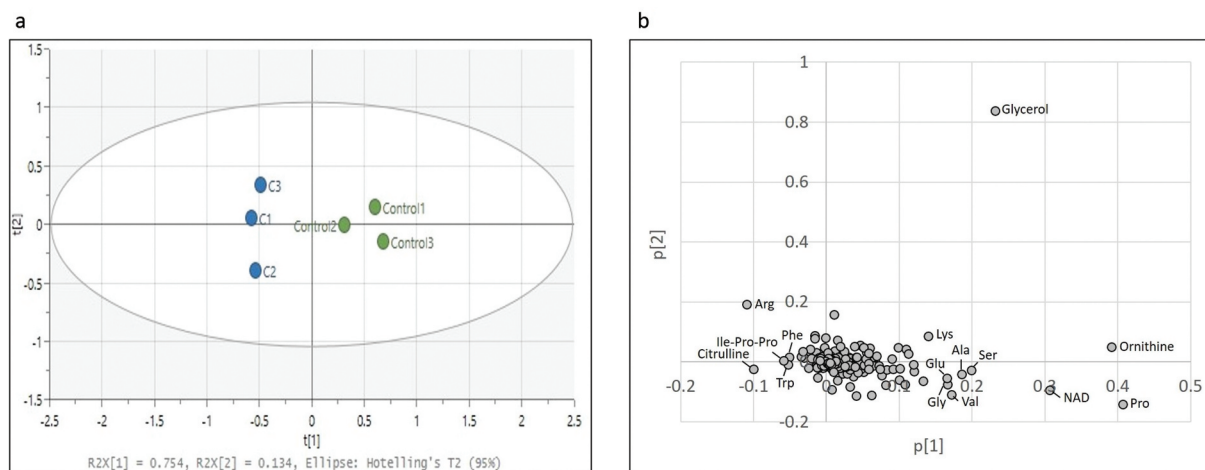 a
b
1.5
1
0.5
0
-0.5
-1
-1.5
t[2]
-2.5 -2 -1.5 -1 -0.5 0 0.5 1 1.5 2 2.5
t[1]
C3
C1
C2
Control1
Control2
Control3
R2X[1] = 0.754, R2X[2] = 0.134, Ellipse: Hotelling's T2 (95%)
1
0.8
0.6
0.4
0.2
0
-0.2
p[2]
-0.2 -0.1 0 0.1 0.2 0.3 0.4 0.5
p[1]
Glycerol
Arg
Phe
Ile-Pro-Pro
Citrulline
Trp
Lys
Ornithine
Ala
Ser
Glu
Gly
Val
NAD
Pro